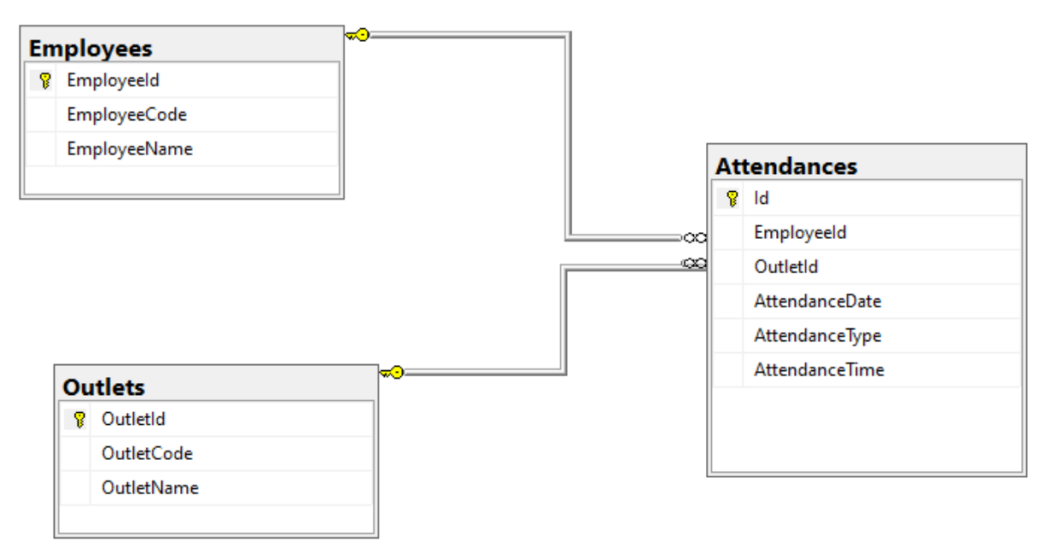 Employees
EmployeeId
EmployeeCode
EmployeeName
Attendances
Id
EmployeeId
OutletId
AttendanceDate
AttendanceType
AttendanceTime
Outlets
OutletId
OutletCode
OutletName